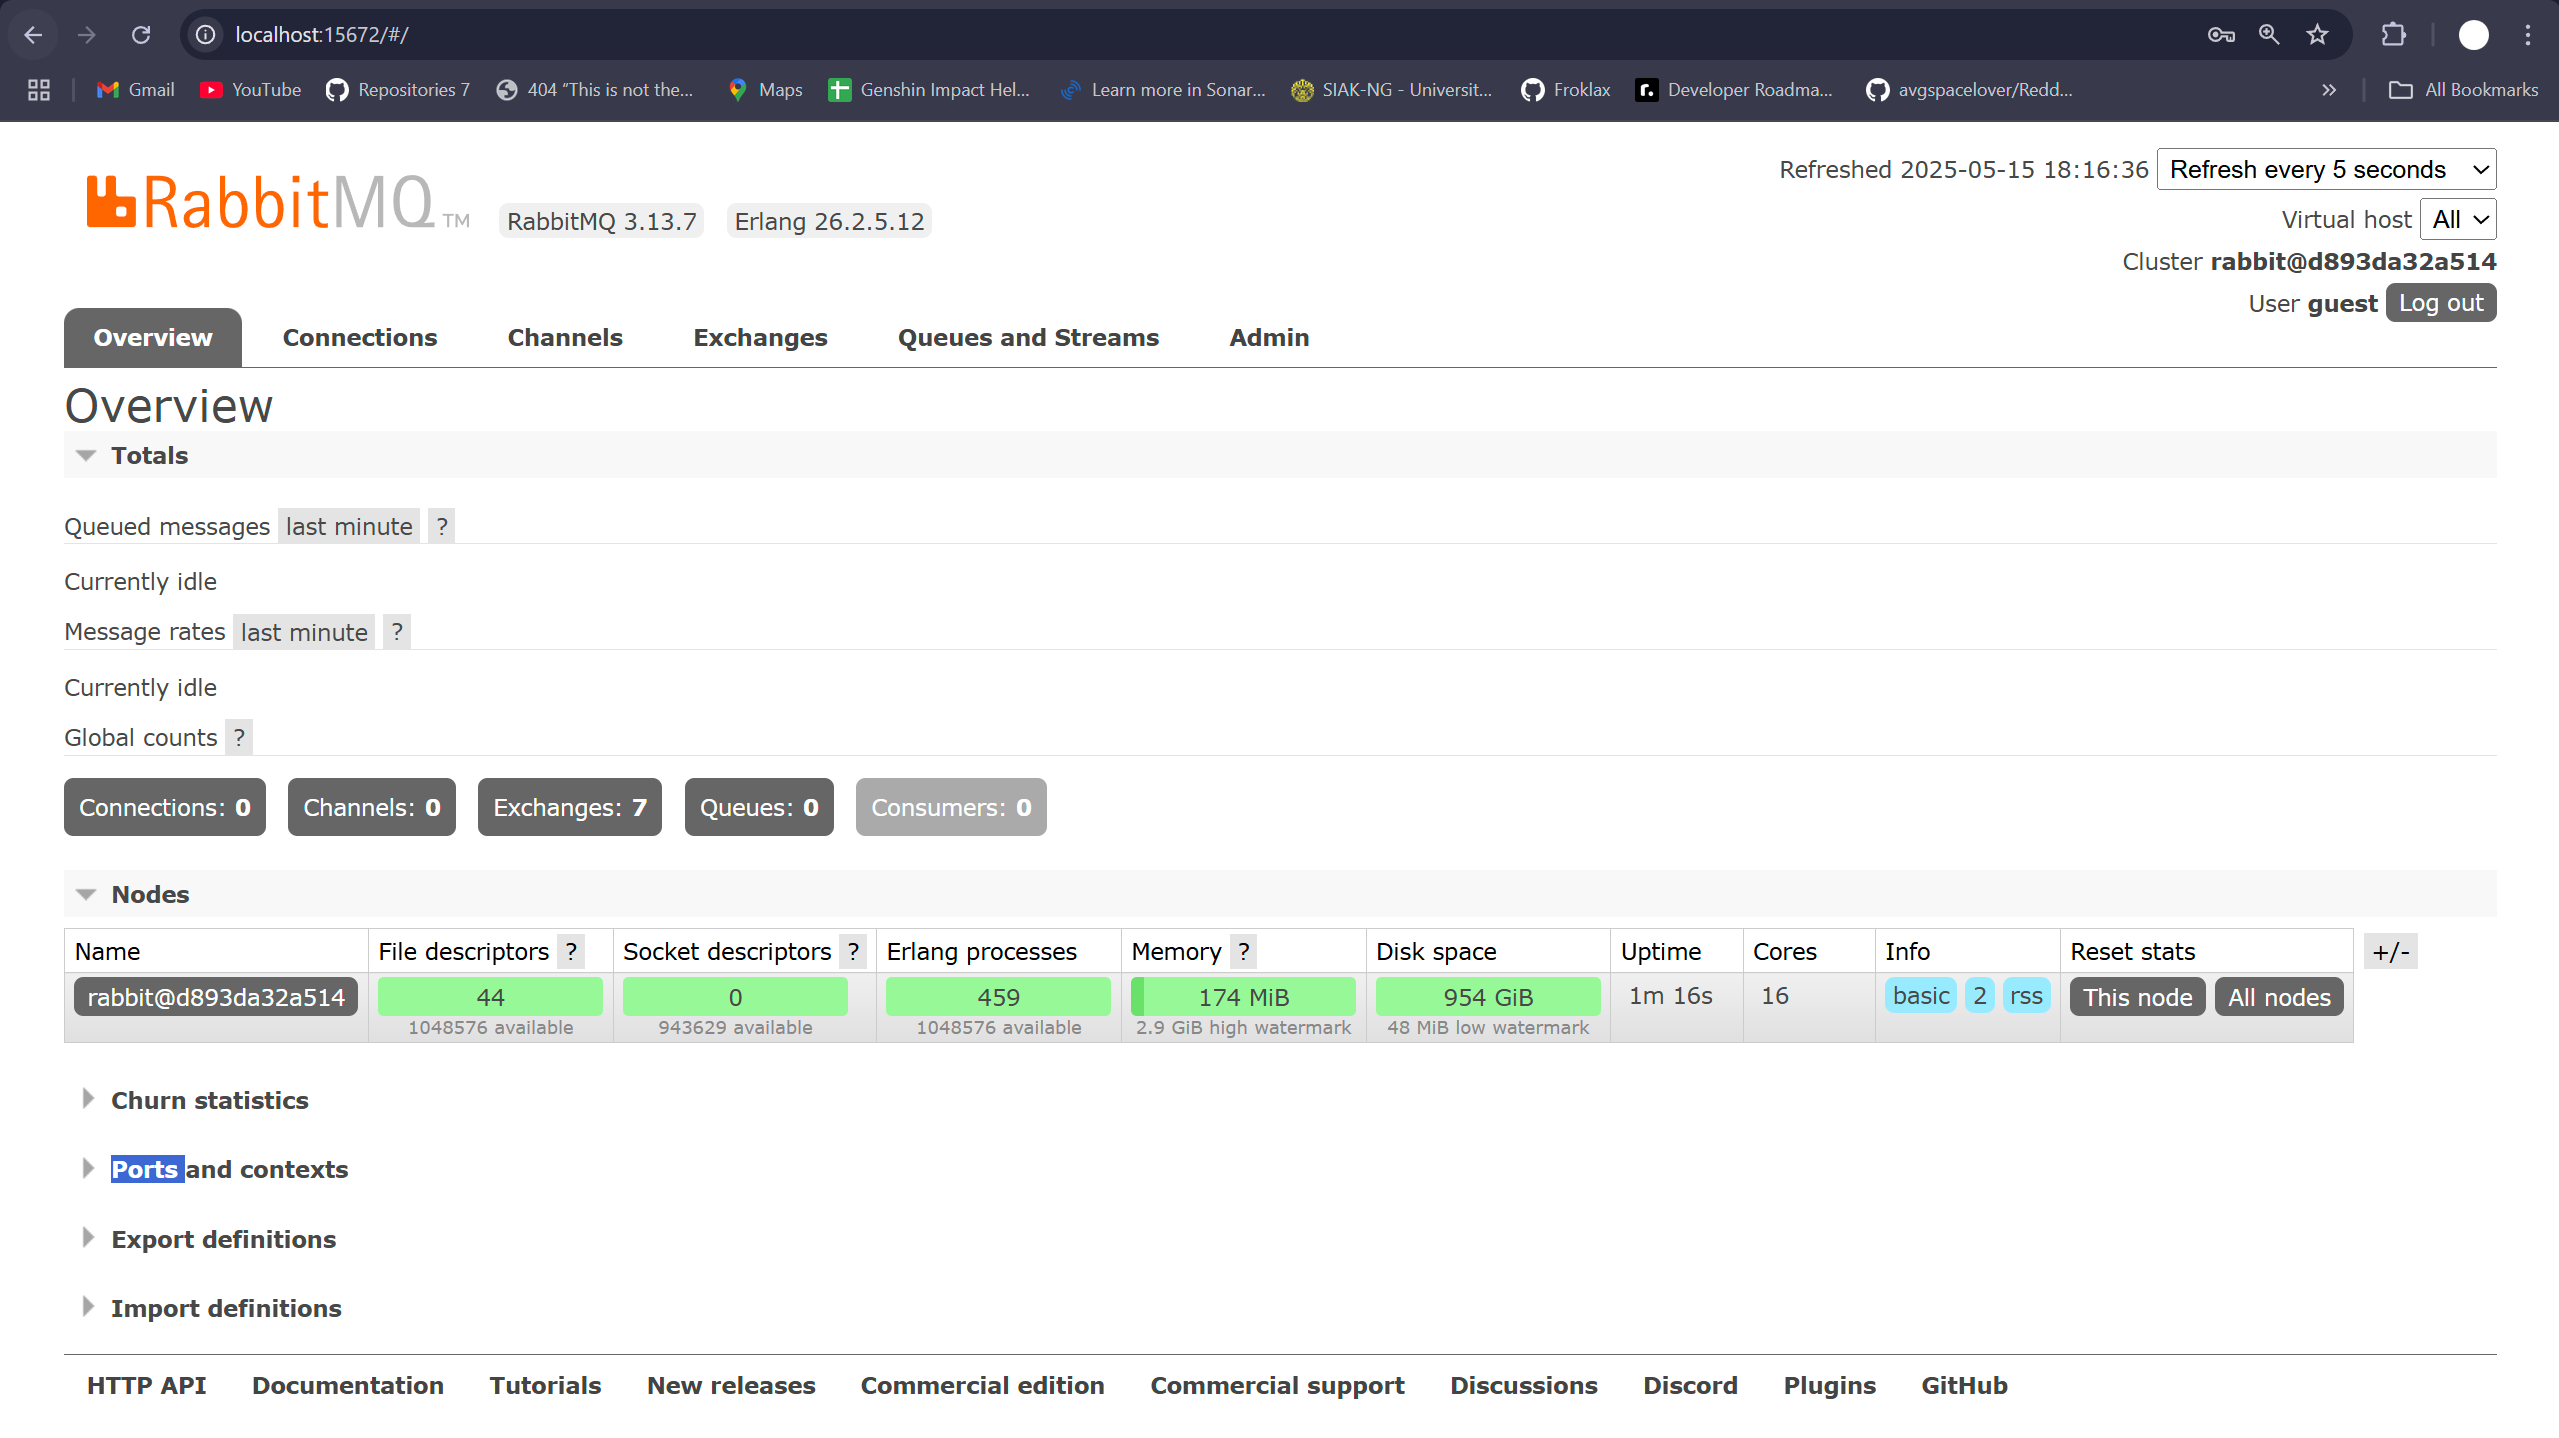 localhost:15672/#/
Gmail YouTube Repositories 7 404 “This is not the... Maps Genshin Impact Hel... Learn more in Sonar... SIAK-NG - Universit... Froklax Developer Roadma... avgspacelover/Redd... » All Bookmarks
RabbitMQ TM RabbitMQ 3.13.7 Erlang 26.2.5.12
Refreshed 2025-05-15 18:16:36 Refresh every 5 seconds
Virtual host All
Cluster rabbit@d893da32a514
User guest Log out
Overview Connections Channels Exchanges Queues and Streams Admin
Overview
Totals
Queued messages last minute ?
Currently idle
Message rates last minute ?
Currently idle
Global counts ?
Connections: 0 Channels: 0 Exchanges: 7 Queues: 0 Consumers: 0
Nodes
Name File descriptors ? Socket descriptors ? Erlang processes Memory ? Disk space Uptime Cores Info Reset stats +/-
rabbit@d893da32a514 44 0 459 174 MiB 954 GiB 1m 16s 16 basic 2 rss This node All nodes
1048576 available 943629 available 1048576 available 2.9 GiB high watermark 48 MiB low watermark
Churn statistics
Ports and contexts
Export definitions
Import definitions
HTTP API Documentation Tutorials New releases Commercial edition Commercial support Discussions Discord Plugins GitHub